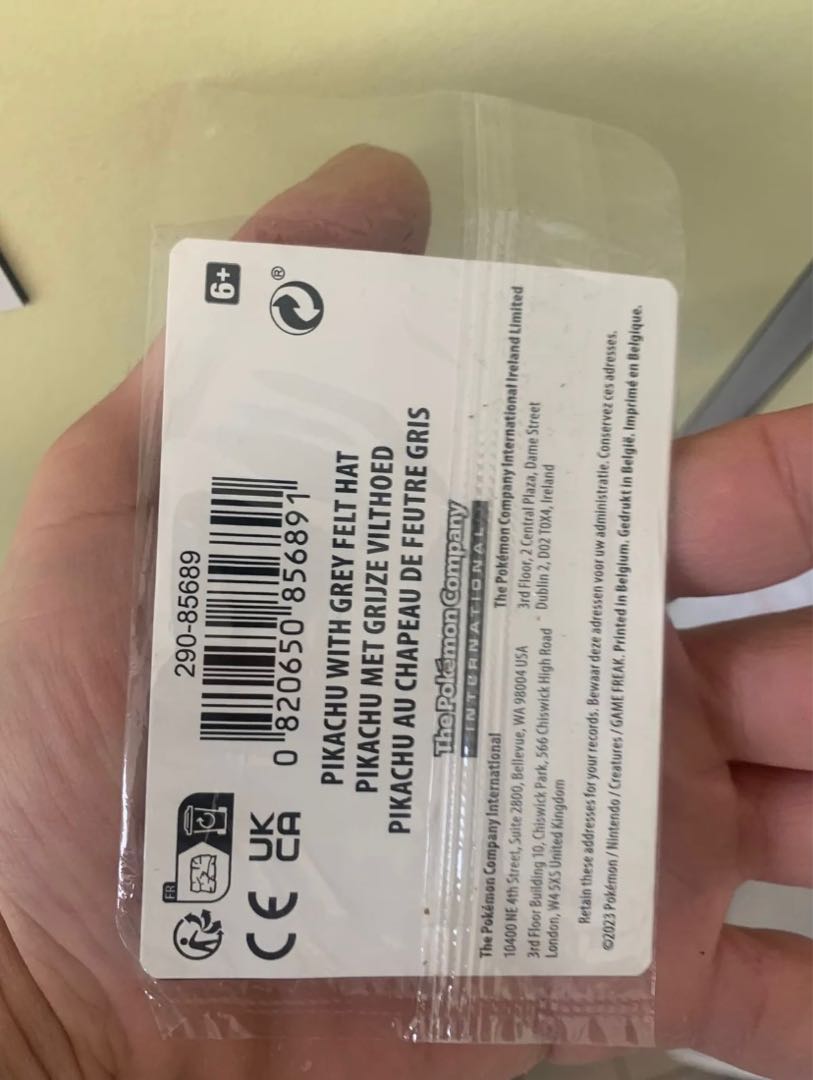 6+
®
290-85689
0 820650 856891
FR
CE
UK
CA
PIKACHU WITH GREY FELT HAT
PIKACHU MET GRIJZE VILTHOED
PIKACHU AU CHAPEAU DE FEUTRE GRIS
The Pokémon Company
INTERNATIONAL
The Pokémon Company International
10400 NE 4th Street, Suite 2800, Bellevue, WA 98004 USA
3rd Floor Building 10, Chiswick Park, 566 Chiswick High Road
London, W4 5XS United Kingdom
The Pokémon Company International Ireland Limited
3rd Floor, 2 Central Plaza, Dame Street
Dublin 2, D02 T0X4, Ireland
Retain these addresses for your records. Bewaar deze adressen voor uw administratie. Conservez ces adresses.
©2023 Pokémon / Nintendo / Creatures / GAME FREAK. Printed in Belgium. Gedrukt in België. Imprimé en Belgique.